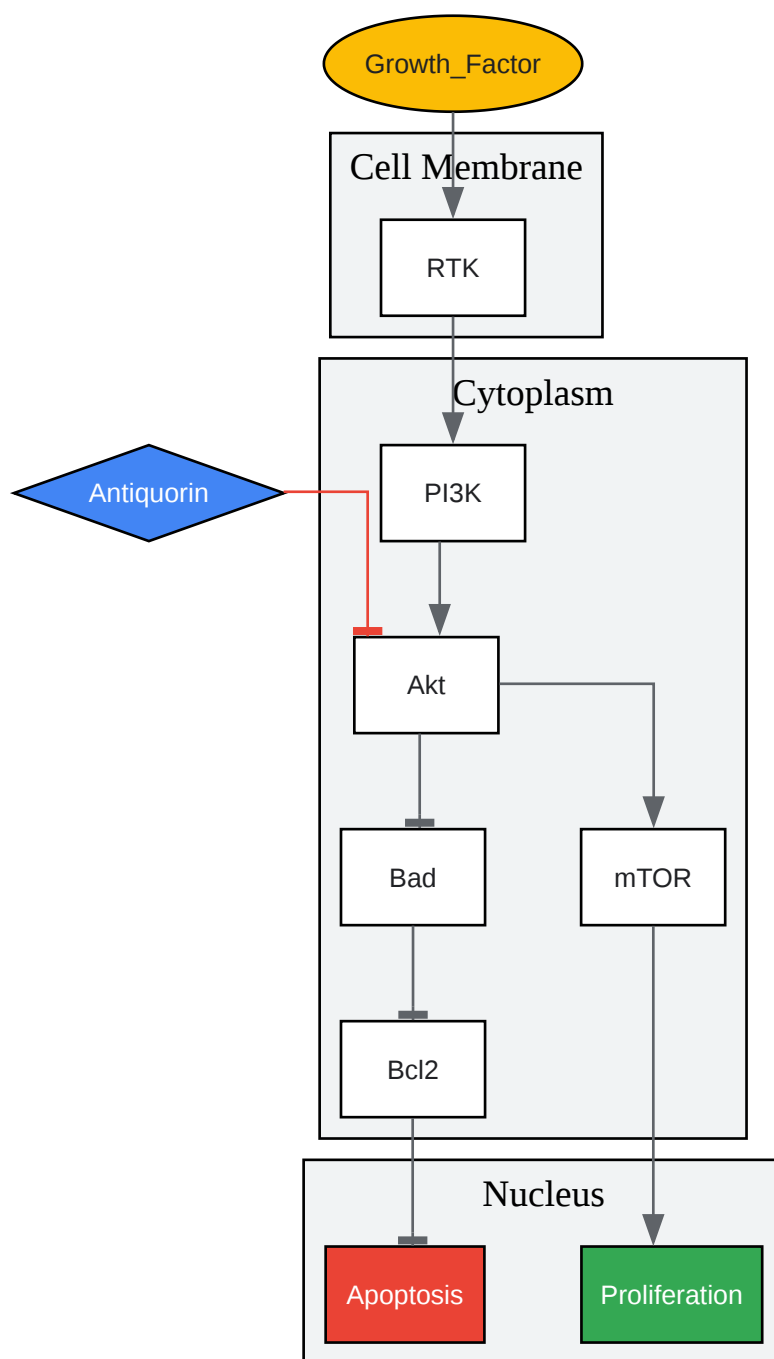 Growth_Factor
Cell Membrane
RTK
Cytoplasm
Antiquorin
PI3K
Akt
Bad
mTOR
Bcl2
Nucleus
Apoptosis
Proliferation